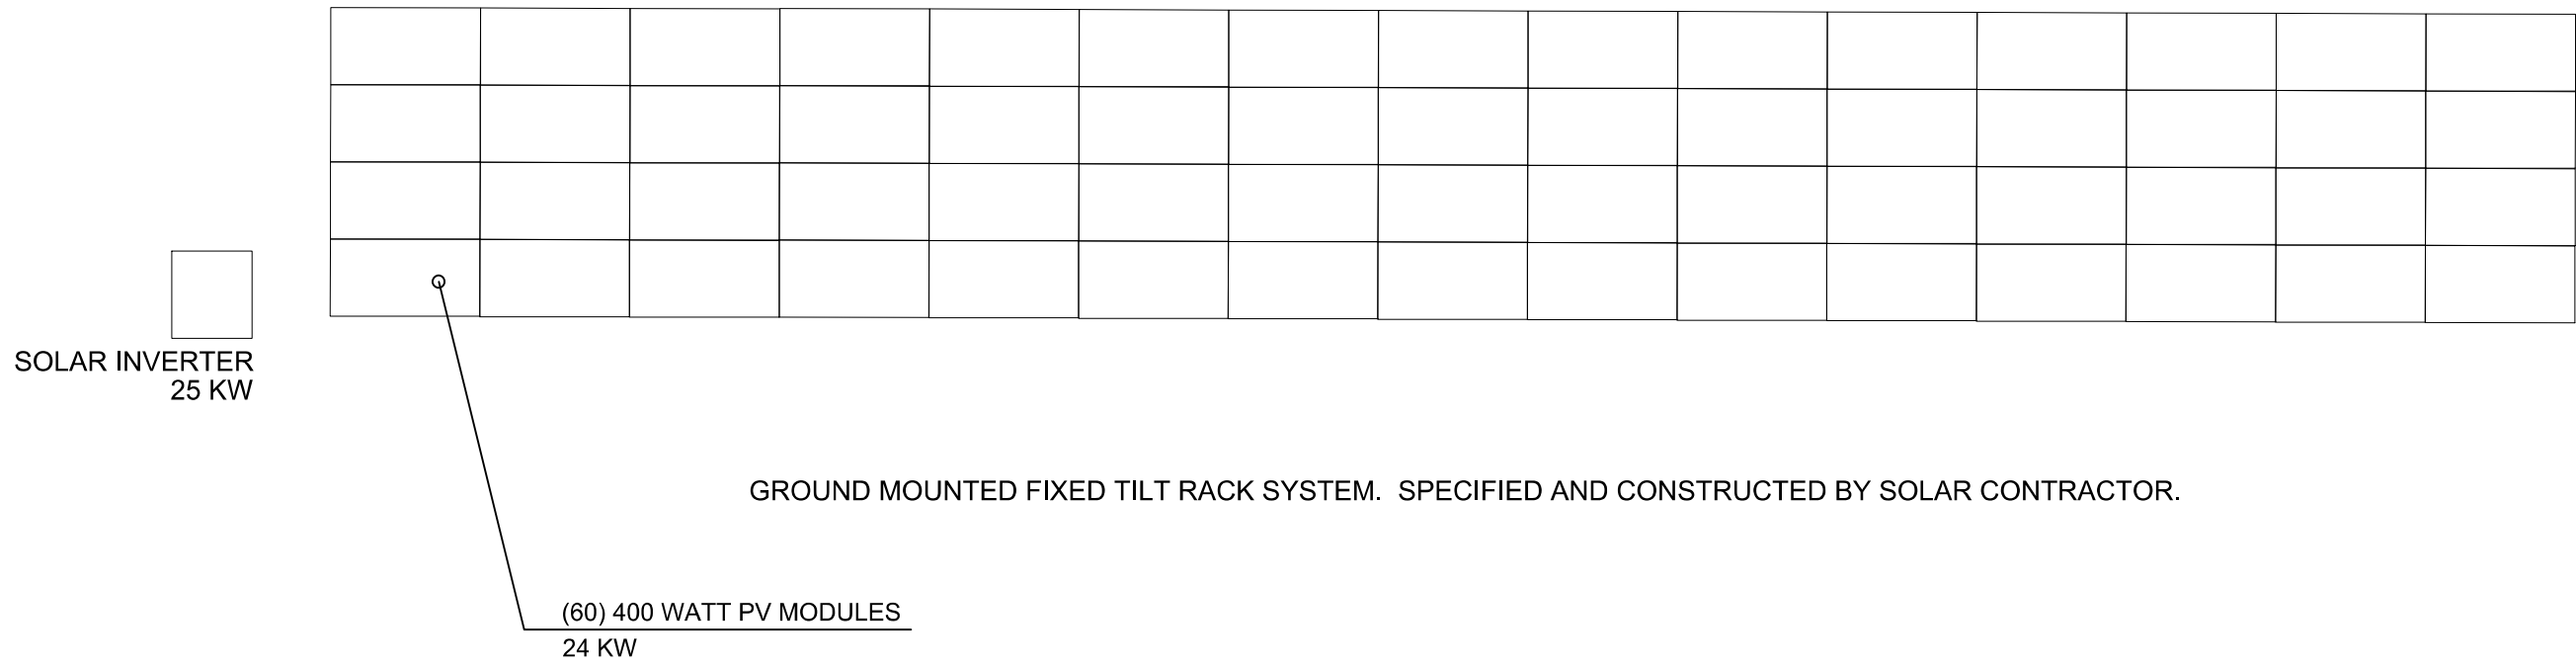 SOLAR INVERTER
25 KW
GROUND MOUNTED FIXED TILT RACK SYSTEM.  SPECIFIED AND CONSTRUCTED BY SOLAR CONTRACTOR.
(60) 400 WATT PV MODULES
24 KW